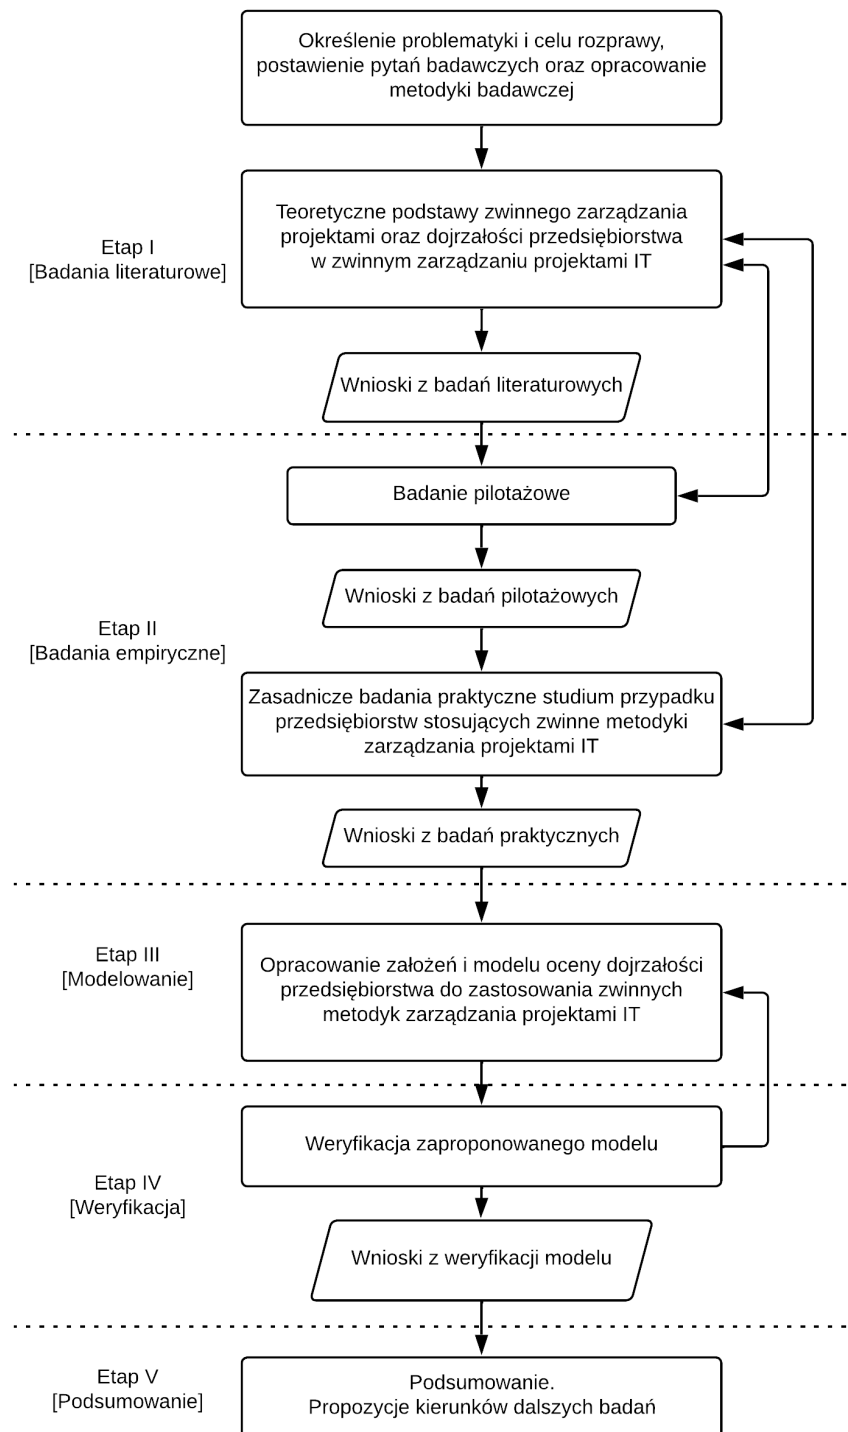 Określenie problematyki i celu rozprawy,
postawienie pytań badawczych oraz opracowanie
metodyki badawczej
Etap I
[Badania literaturowe]
Teoretyczne podstawy zwinnego zarządzania
projektami oraz dojrzałości przedsiębiorstwa
w zwinnym zarządzaniu projektami IT
Wnioski z badań literaturowych
Etap II
[Badania empiryczne]
Badanie pilotażowe
Wnioski z badań pilotażowych
Zasadnicze badania praktyczne studium przypadku
przedsiębiorstw stosujących zwinne metodyki
zarządzania projektami IT
Wnioski z badań praktycznych
Etap III
[Modelowanie]
Opracowanie założeń i modelu oceny dojrzałości
przedsiębiorstwa do zastosowania zwinnych
metodyk zarządzania projektami IT
Etap IV
[Weryfikacja]
Weryfikacja zaproponowanego modelu
Wnioski z weryfikacji modelu
Etap V
[Podsumowanie]
Podsumowanie.
Propozycje kierunków dalszych badań